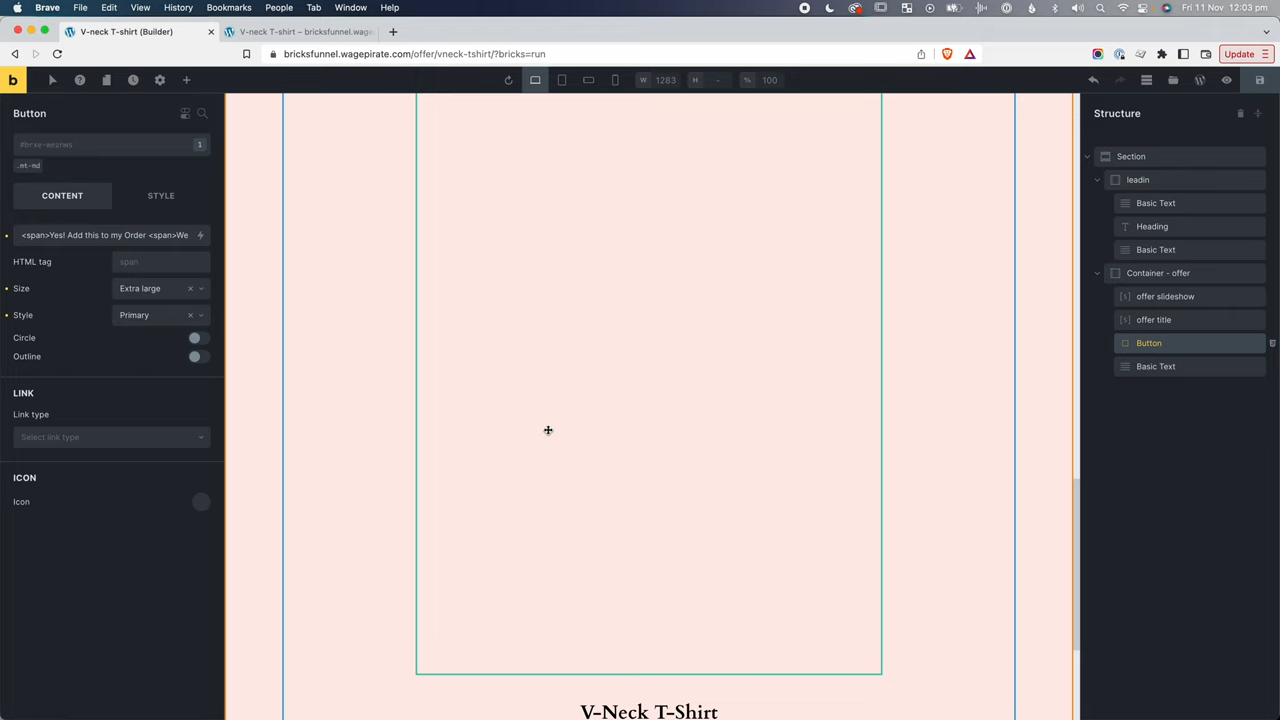 Brave File Edit View History Bookmarks People Tab Window Help Fri 11 Nov 12:03 pm
V-neck T-shirt (Builder) V-neck T-shirt – bricksfunnel.wage
bricksfunnel.wagepirate.com/offer/vneck-tshirt/?bricks=run Update
b W 1283 H - % 100
Button
#brxe-wezrws 1
.mt-md
CONTENT STYLE
<span>Yes! Add this to my Order <span>We
HTML tag span
Size Extra large
Style Primary
Circle
Outline
LINK
Link type
Select link type
ICON
Icon
V-Neck T-Shirt
Structure
Section
leadin
Basic Text
Heading
Basic Text
Container - offer
offer slideshow
offer title
Button
Basic Text